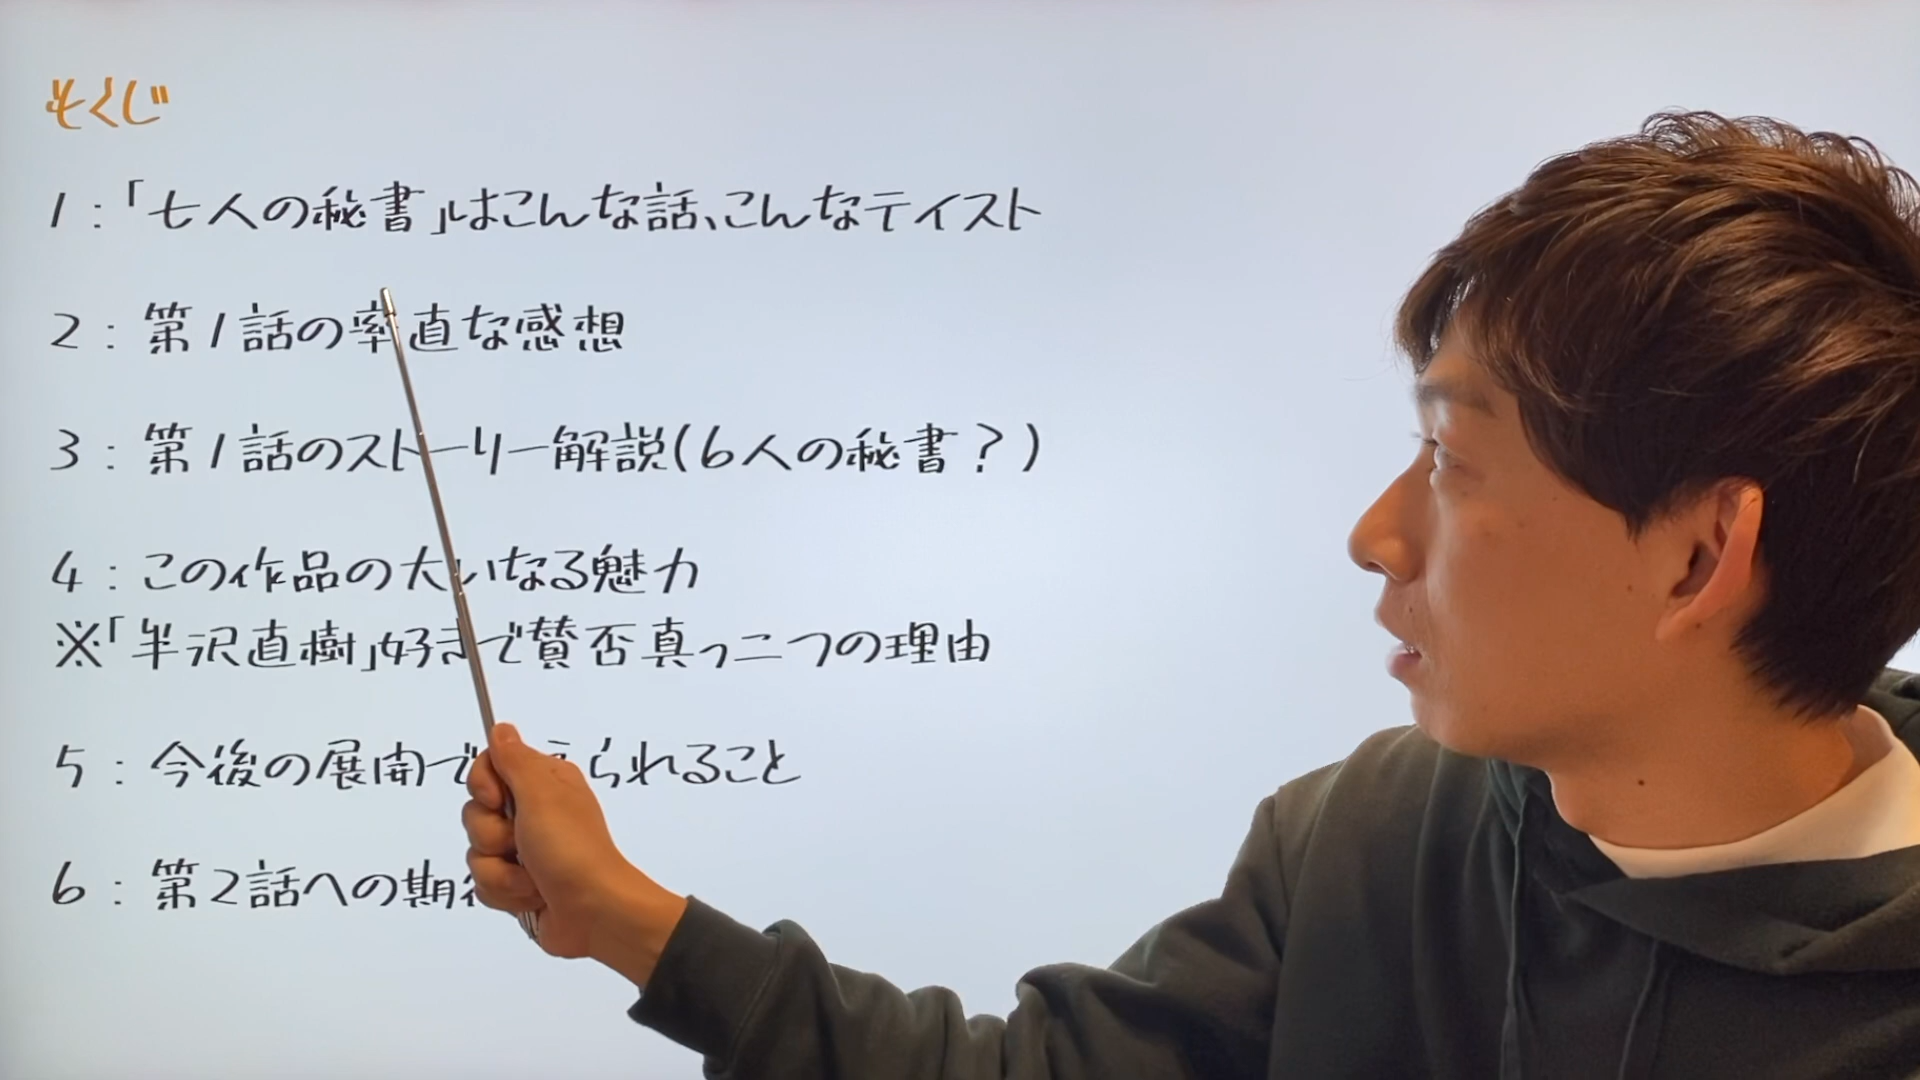 もくじ
1:「七人の秘書」はこんな話、こんなテイスト
2:第1話の率直な感想
3:第1話のストーリー解説(6人の秘書?)
4:この作品の大いなる魅力
※「半沢直樹」好きで賛否真っ二つの理由
5:今後の展開で られること
6:第2話への期